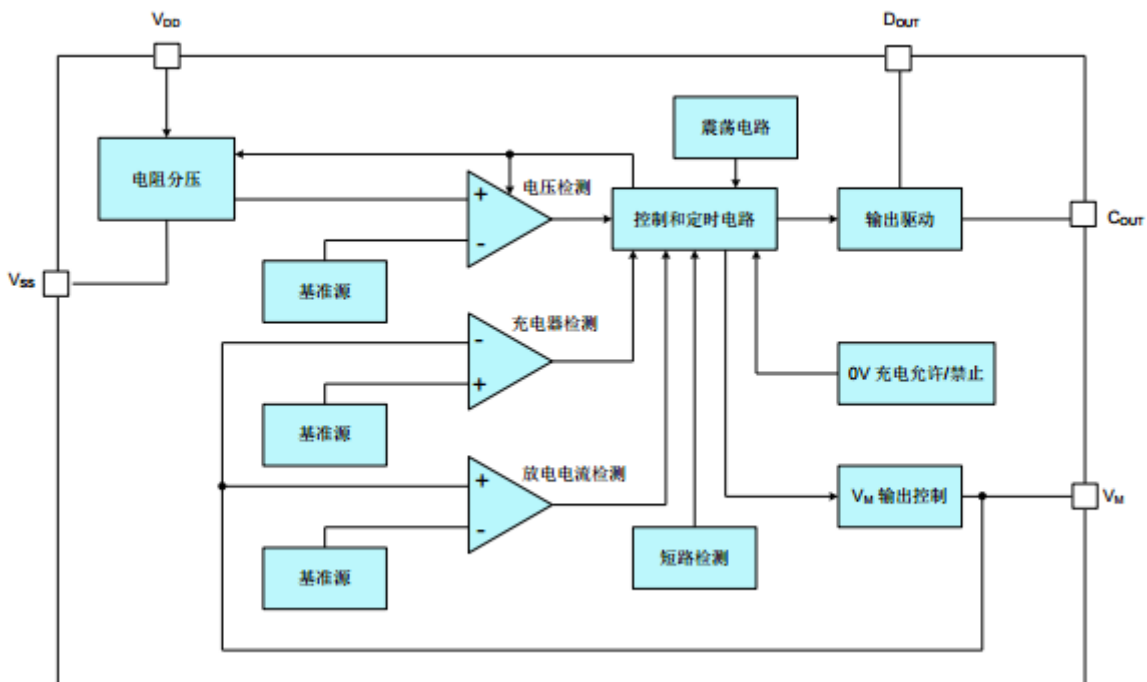 VDD
DOUT
震荡电路
电阻分压
电压检测
+
-
控制和定时电路
输出驱动
COUT
VSS
基准源
充电器检测
-
+
0V 充电允许/禁止
基准源
放电电流检测
+
-
VM 输出控制
VM
短路检测
基准源